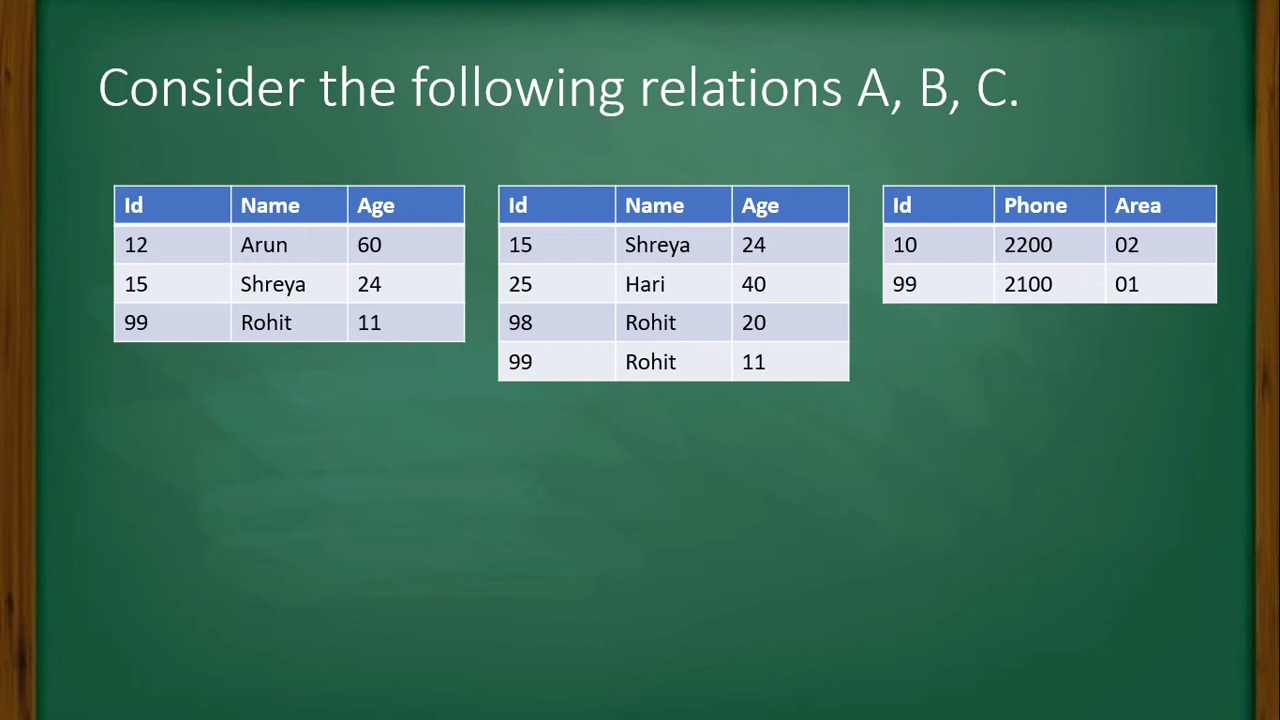 Consider the following relations A, B, C.
Id Name Age
12 Arun 60
15 Shreya 24
99 Rohit 11
Id Name Age
15 Shreya 24
25 Hari 40
98 Rohit 20
99 Rohit 11
Id Phone Area
10 2200 02
99 2100 01